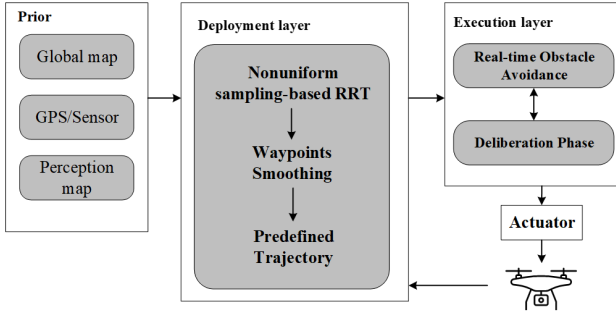 Prior
Global map
GPS/Sensor
Perception
map
Deployment layer
Nonuniform
sampling-based RRT
Waypoints
Smoothing
Predefined
Trajectory
Execution layer
Real-time Obstacle
Avoidance
Deliberation Phase
Actuator